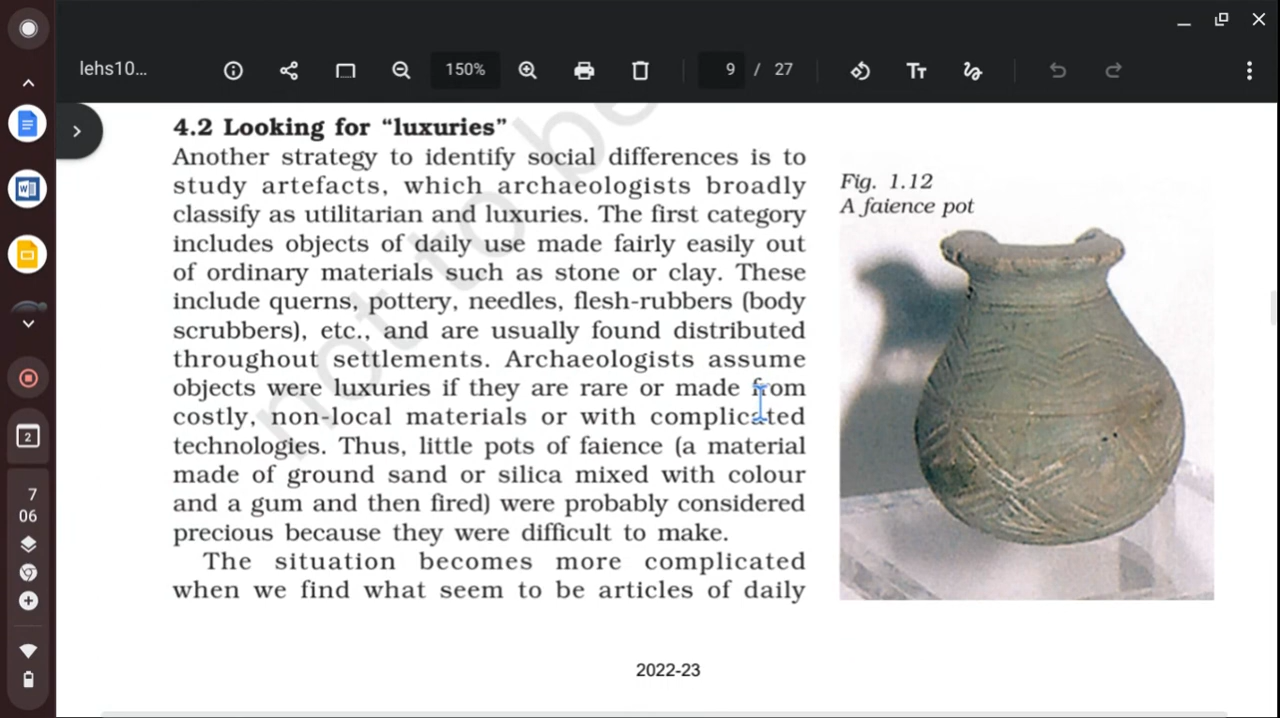 lehs10...
150%
9 / 27
4.2 Looking for “luxuries”
Another strategy to identify social differences is to
study artefacts, which archaeologists broadly
classify as utilitarian and luxuries. The first category
includes objects of daily use made fairly easily out
of ordinary materials such as stone or clay. These
include querns, pottery, needles, flesh-rubbers (body
scrubbers), etc., and are usually found distributed
throughout settlements. Archaeologists assume
objects were luxuries if they are rare or made from
costly, non-local materials or with complicated
technologies. Thus, little pots of faience (a material
made of ground sand or silica mixed with colour
and a gum and then fired) were probably considered
precious because they were difficult to make.
The situation becomes more complicated
when we find what seem to be articles of daily
Fig. 1.12
A faience pot
not to be
2022-23
2
7
06
W
Tт